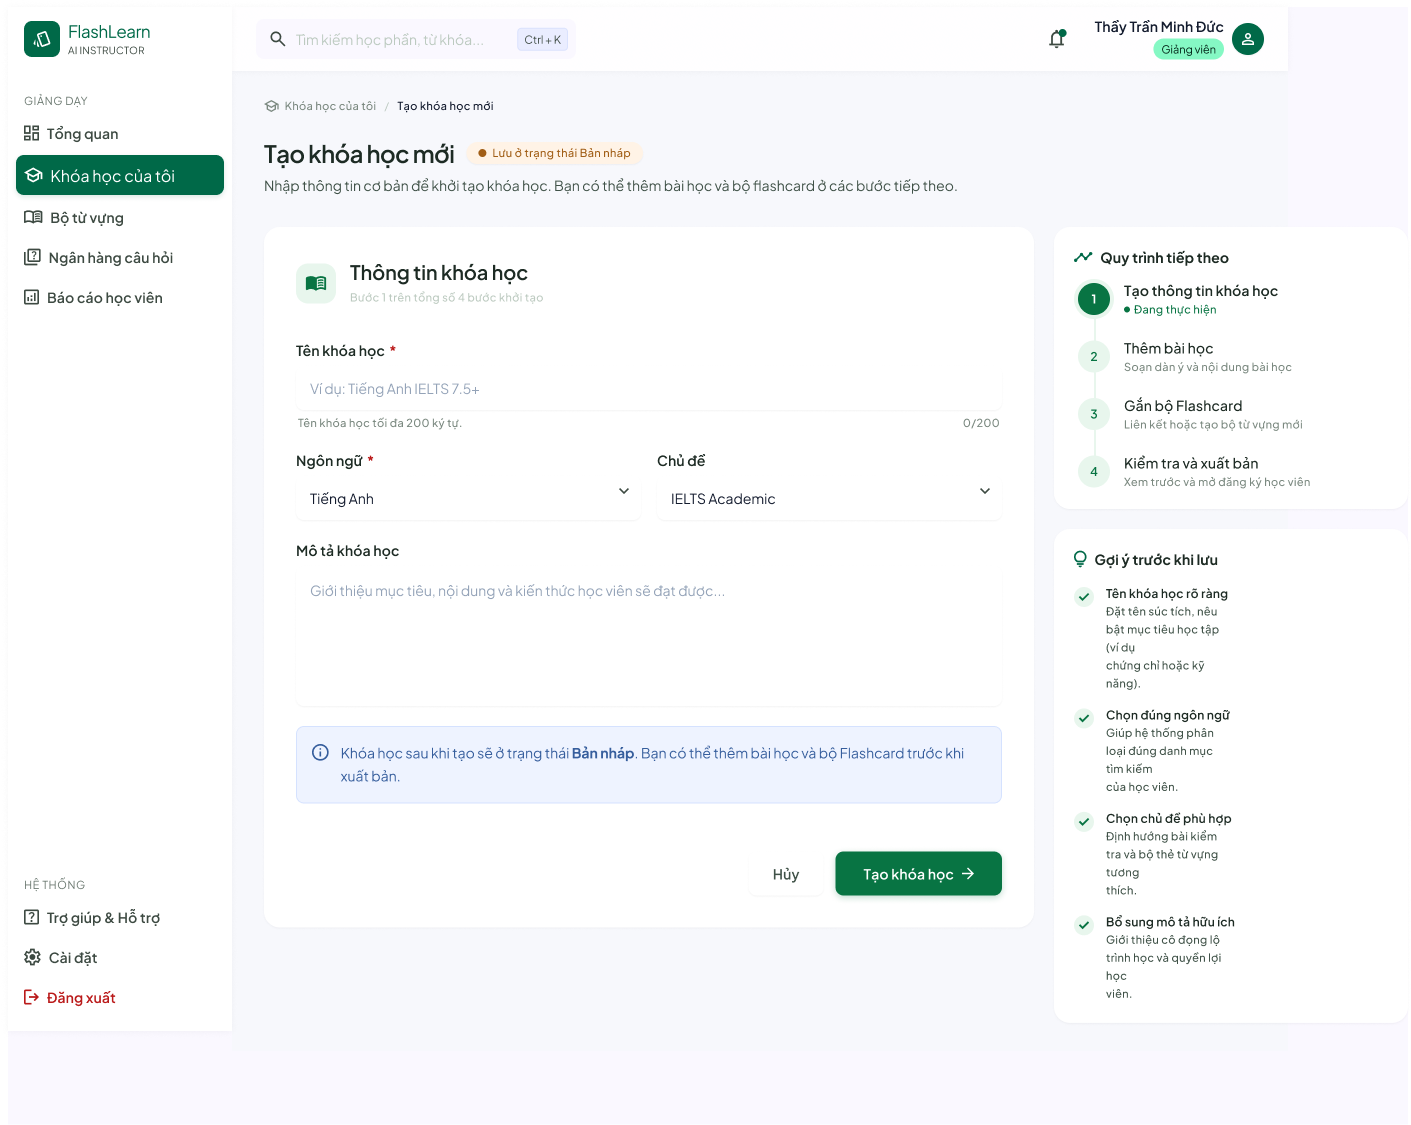 FlashLearn
AI INSTRUCTOR
GIẢNG DẠY
Tổng quan
Khóa học của tôi
Bộ từ vựng
Ngân hàng câu hỏi
Báo cáo học viên
HỆ THỐNG
Trợ giúp & Hỗ trợ
Cài đặt
Đăng xuất
Tìm kiếm học phần, từ khóa...
Ctrl + K
Thầy Trần Minh Đức
Giảng viên
Khóa học của tôi / Tạo khóa học mới
Tạo khóa học mới
Lưu ở trạng thái Bản nháp
Nhập thông tin cơ bản để khởi tạo khóa học. Bạn có thể thêm bài học và bộ flashcard ở các bước tiếp theo.
Thông tin khóa học
Bước 1 trên tổng số 4 bước khởi tạo
Tên khóa học *
Ví dụ: Tiếng Anh IELTS 7.5+
Tên khóa học tối đa 200 ký tự.
0/200
Ngôn ngữ *
Tiếng Anh
Chủ đề
IELTS Academic
Mô tả khóa học
Giới thiệu mục tiêu, nội dung và kiến thức học viên sẽ đạt được...
Khóa học sau khi tạo sẽ ở trạng thái Bản nháp. Bạn có thể thêm bài học và bộ Flashcard trước khi
xuất bản.
Hủy
Tạo khóa học
Quy trình tiếp theo
1
Tạo thông tin khóa học
Đang thực hiện
2
Thêm bài học
Soạn dàn ý và nội dung bài học
3
Gắn bộ Flashcard
Liên kết hoặc tạo bộ từ vựng mới
4
Kiểm tra và xuất bản
Xem trước và mở đăng ký học viên
Gợi ý trước khi lưu
Tên khóa học rõ ràng
Đặt tên súc tích, nêu
bật mục tiêu học tập
(ví dụ
chứng chỉ hoặc kỹ
năng).
Chọn đúng ngôn ngữ
Giúp hệ thống phân
loại đúng danh mục
tìm kiếm
của học viên.
Chọn chủ đề phù hợp
Định hướng bài kiểm
tra và bộ thẻ từ vựng
tương
thích.
Bổ sung mô tả hữu ích
Giới thiệu cô đọng lộ
trình học và quyền lợi
học
viên.